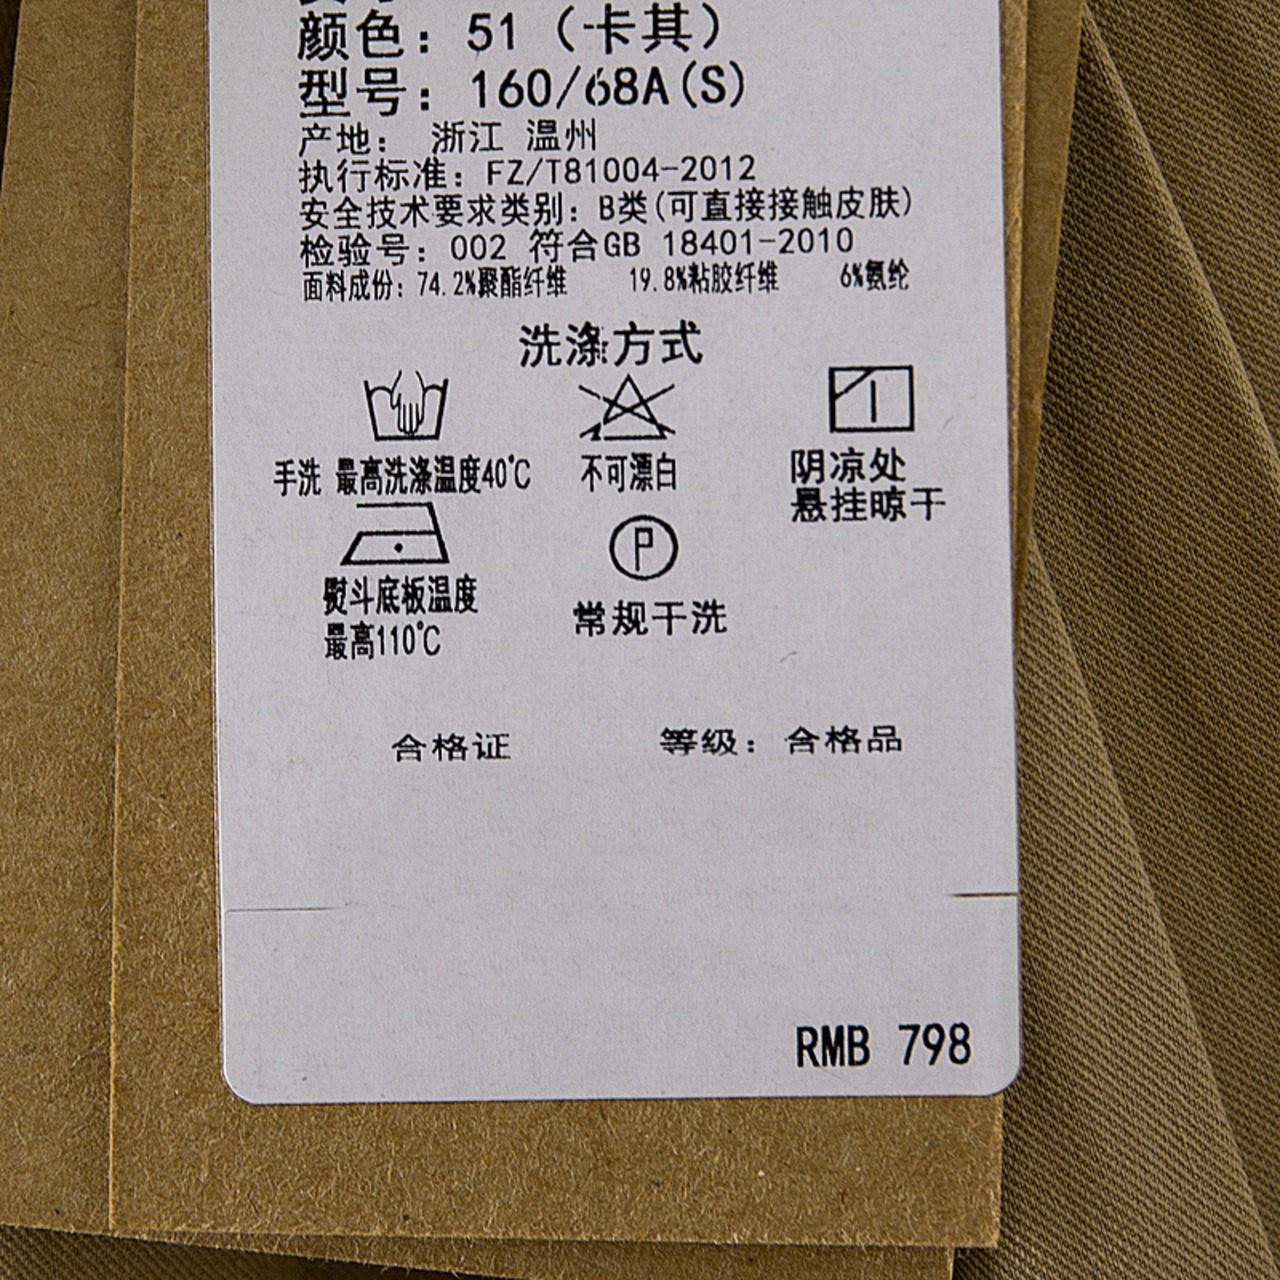 颜色：51（卡其）
型号：160/68A(S)
产地： 浙江 温州
执行标准：FZ/T81004-2012
安全技术要求类别：B类(可直接接触皮肤)
检验号：002 符合GB 18401-2010
面料成份：74.2%聚酯纤维 19.8%粘胶纤维 6%氨纶
洗涤方式
手洗 最高洗涤温度40℃
不可漂白
阴凉处
悬挂晾干
熨斗底板温度
最高110℃
P
常规干洗
合格证 等级：合格品
RMB 798